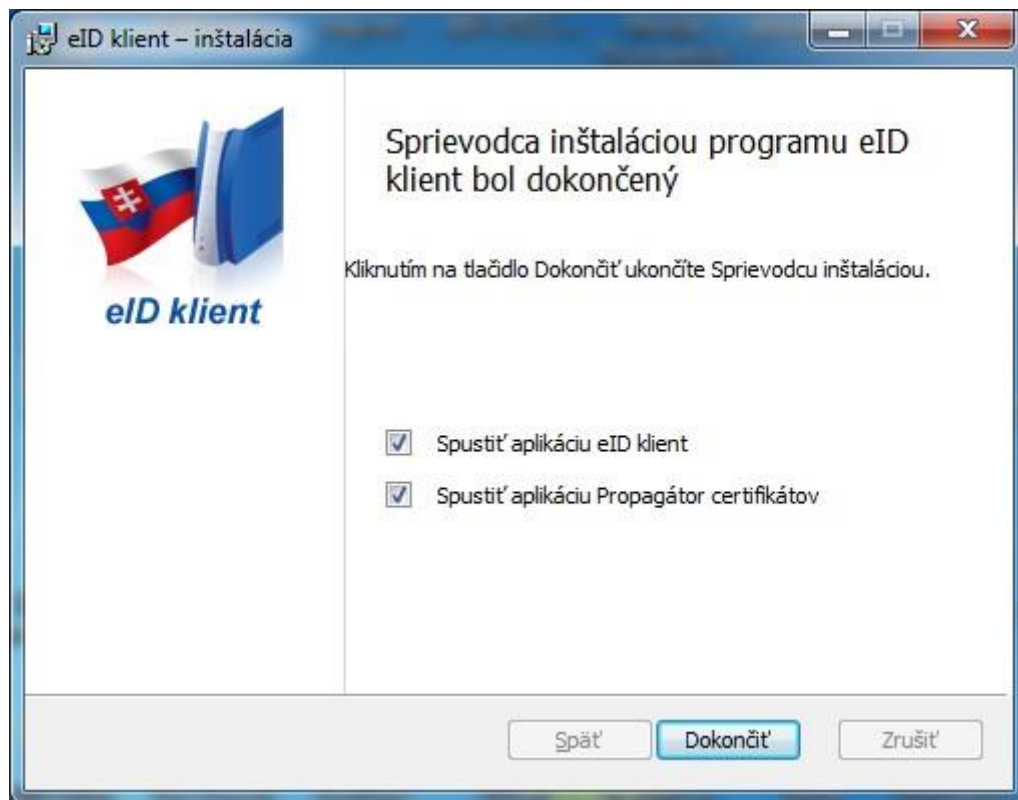 eID klient – inštalácia
Sprievodca inštaláciou programu eID
klient bol dokončený
Kliknutím na tlačidlo Dokončiť ukončíte Sprievodcu inštaláciou.
eID klient
Spustiť aplikáciu eID klient
Spustiť aplikáciu Propagátor certifikátov
Späť
Dokončiť
Zrušiť